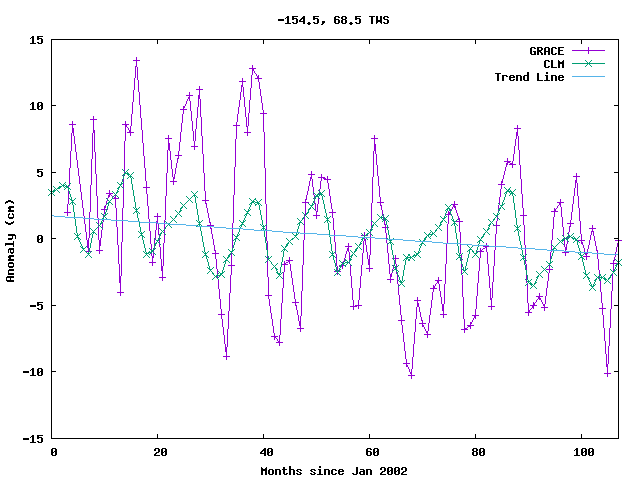 -154.5, 68.5 TWS
GRACE
CLM
Trend Line
Anomaly (cm)
15
10
5
0
-5
-10
-15
0 20 40 60 80 100
Months since Jan 2002